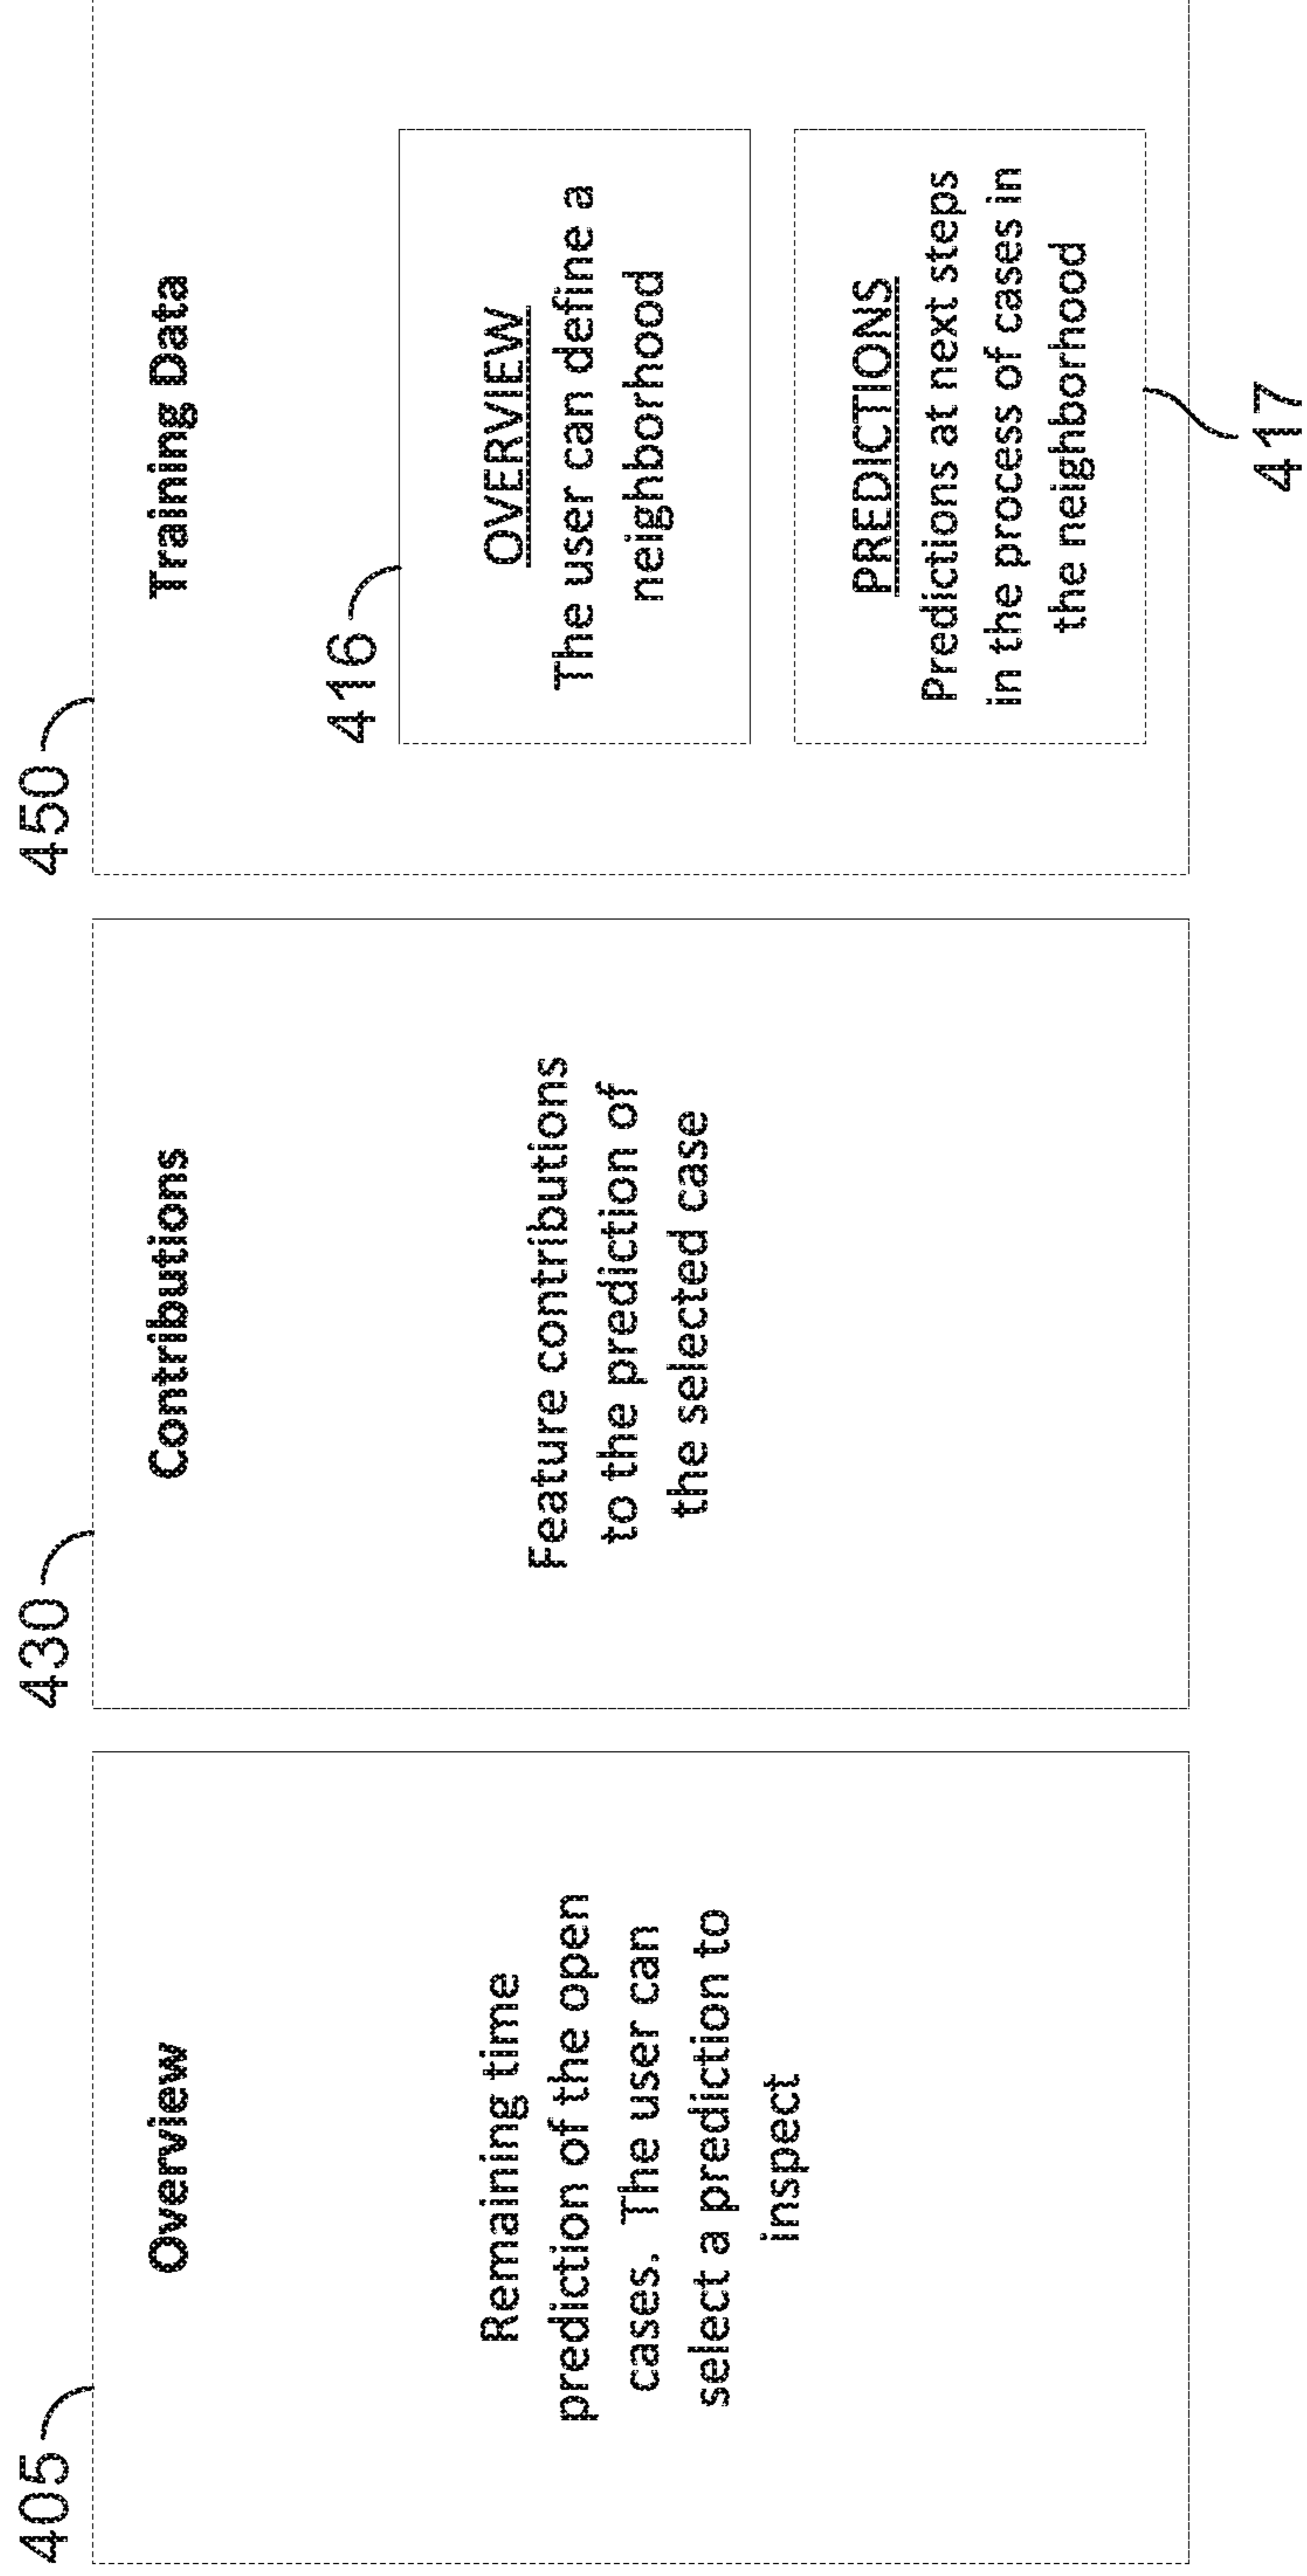 405
Overview
Remaining time
prediction of the open
cases. The user can
select a prediction to
inspect
430
Contributions
Feature contributions
to the prediction of
the selected case
450
Training Data
416
OVERVIEW
The user can define a
neighborhood
PREDICTIONS
Predictions at next steps
in the process of cases in
the neighborhood
417